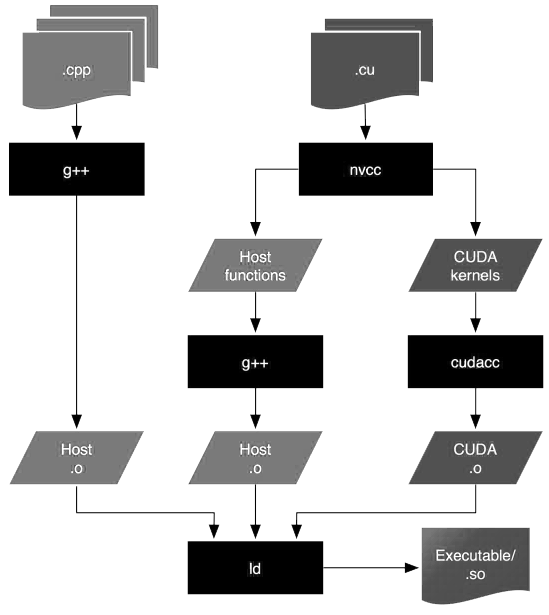 .cpp
.cu
g++
nvcc
Host
functions
CUDA
kernels
g++
cudacc
Host
.o
Host
.o
CUDA
.o
ld
Executable/
.so